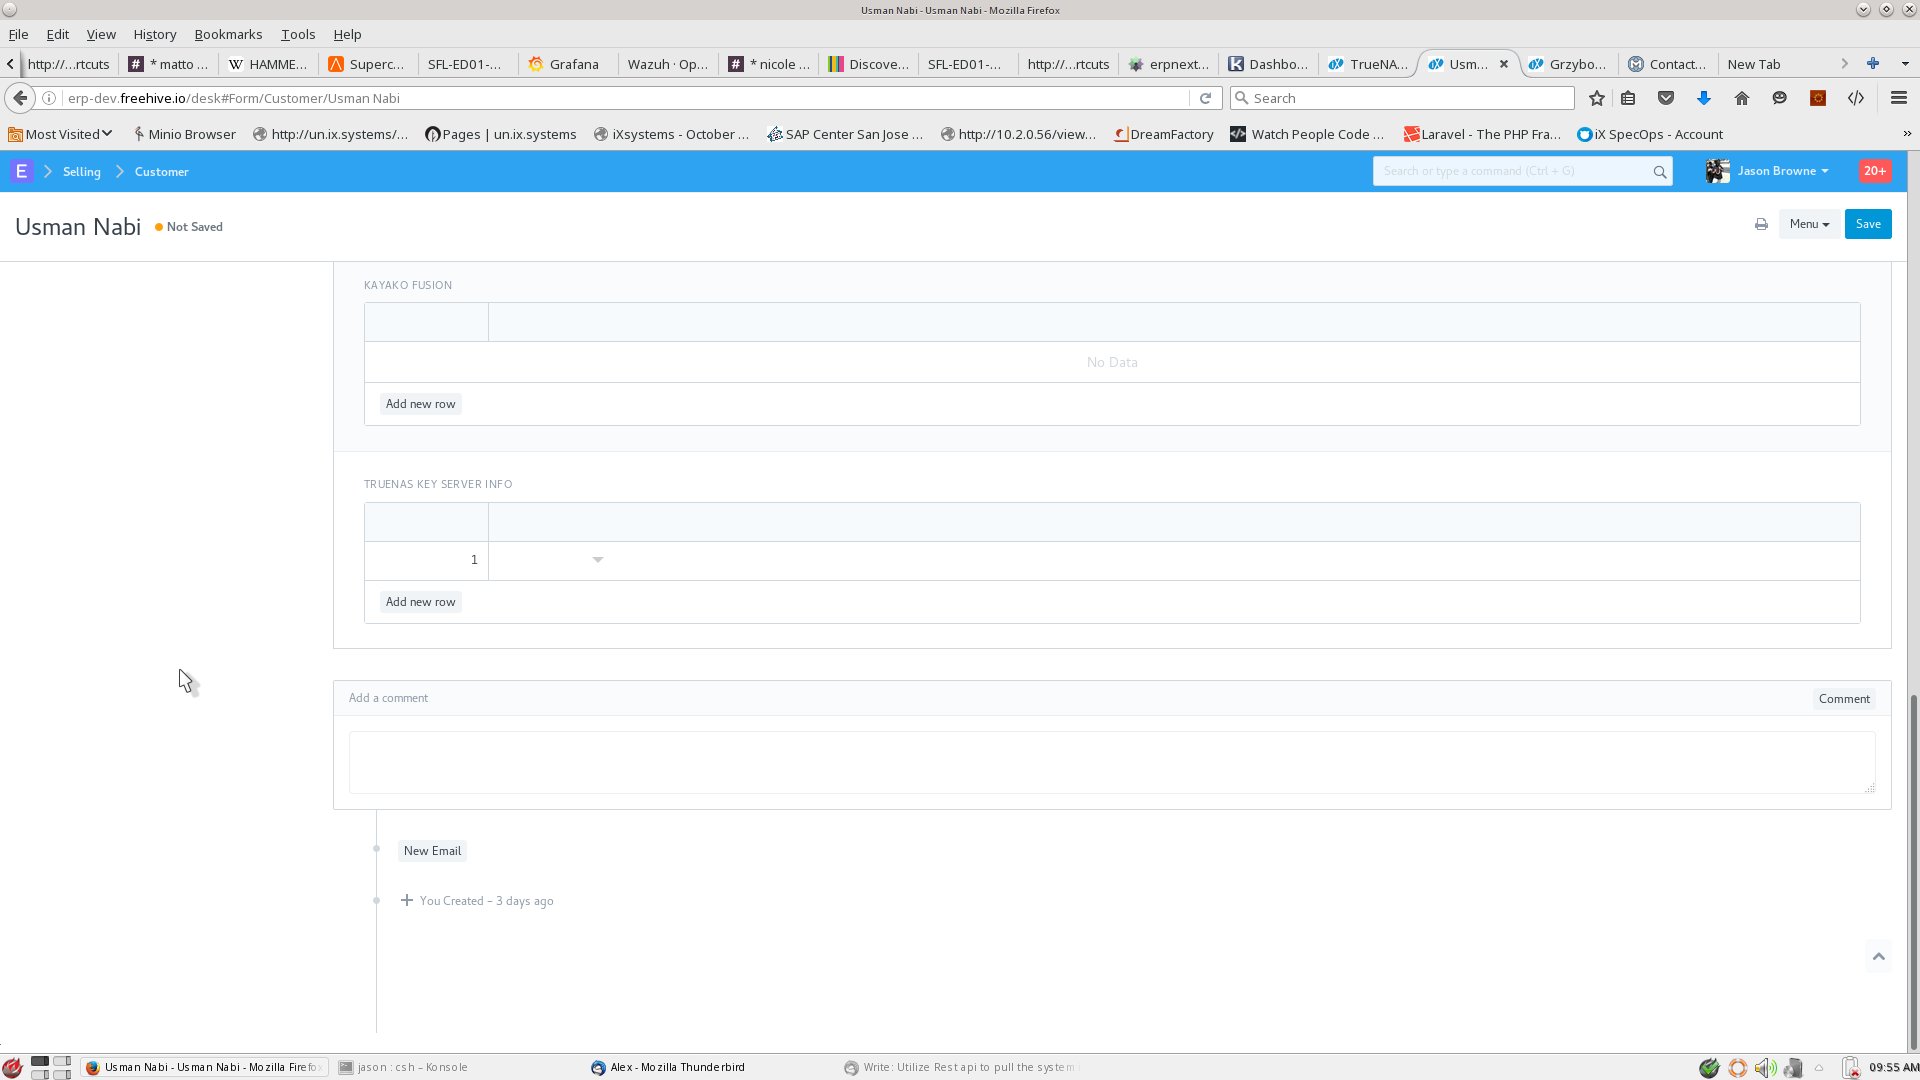 Usman Nabi - Usman Nabi - Mozilla Firefox
File Edit View History Bookmarks Tools Help
http://...rtcuts
* matto ...
HAMME...
Superc...
SFL-ED01-...
Grafana
Wazuh · Op...
* nicole ...
Discove...
SFL-ED01-...
http://...rtcuts
erpnext...
Dashbo...
TrueNA...
Usm...
Grzybo...
Contact...
New Tab
erp-dev.freehive.io/desk#Form/Customer/Usman Nabi
Search
Most Visited
Minio Browser
http://un.ix.systems/...
Pages | un.ix.systems
iXsystems - October ...
SAP Center San Jose ...
http://10.2.0.56/view...
DreamFactory
Watch People Code ...
Laravel - The PHP Fra...
iX SpecOps - Account
E Selling Customer
Search or type a command (Ctrl + G)
Jason Browne
20+
Usman Nabi
Not Saved
Menu
Save
KAYAKO FUSION
No Data
Add new row
TRUENAS KEY SERVER INFO
1
Add new row
Add a comment
Comment
New Email
You Created - 3 days ago
Usman Nabi - Usman Nabi - Mozilla Firefox
jason : csh - Konsole
Alex - Mozilla Thunderbird
Write: Utilize Rest api to pull the system
09:55 AM